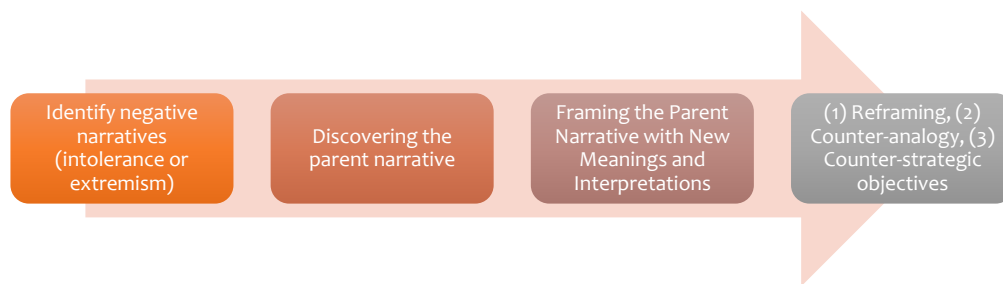 Identify negative
narratives
(intolerance or
extremism)
Discovering the
parent narrative
Framing the Parent
Narrative with New
Meanings and
Interpretations
(1) Reframing, (2)
Counter-analogy, (3)
Counter-strategic
objectives